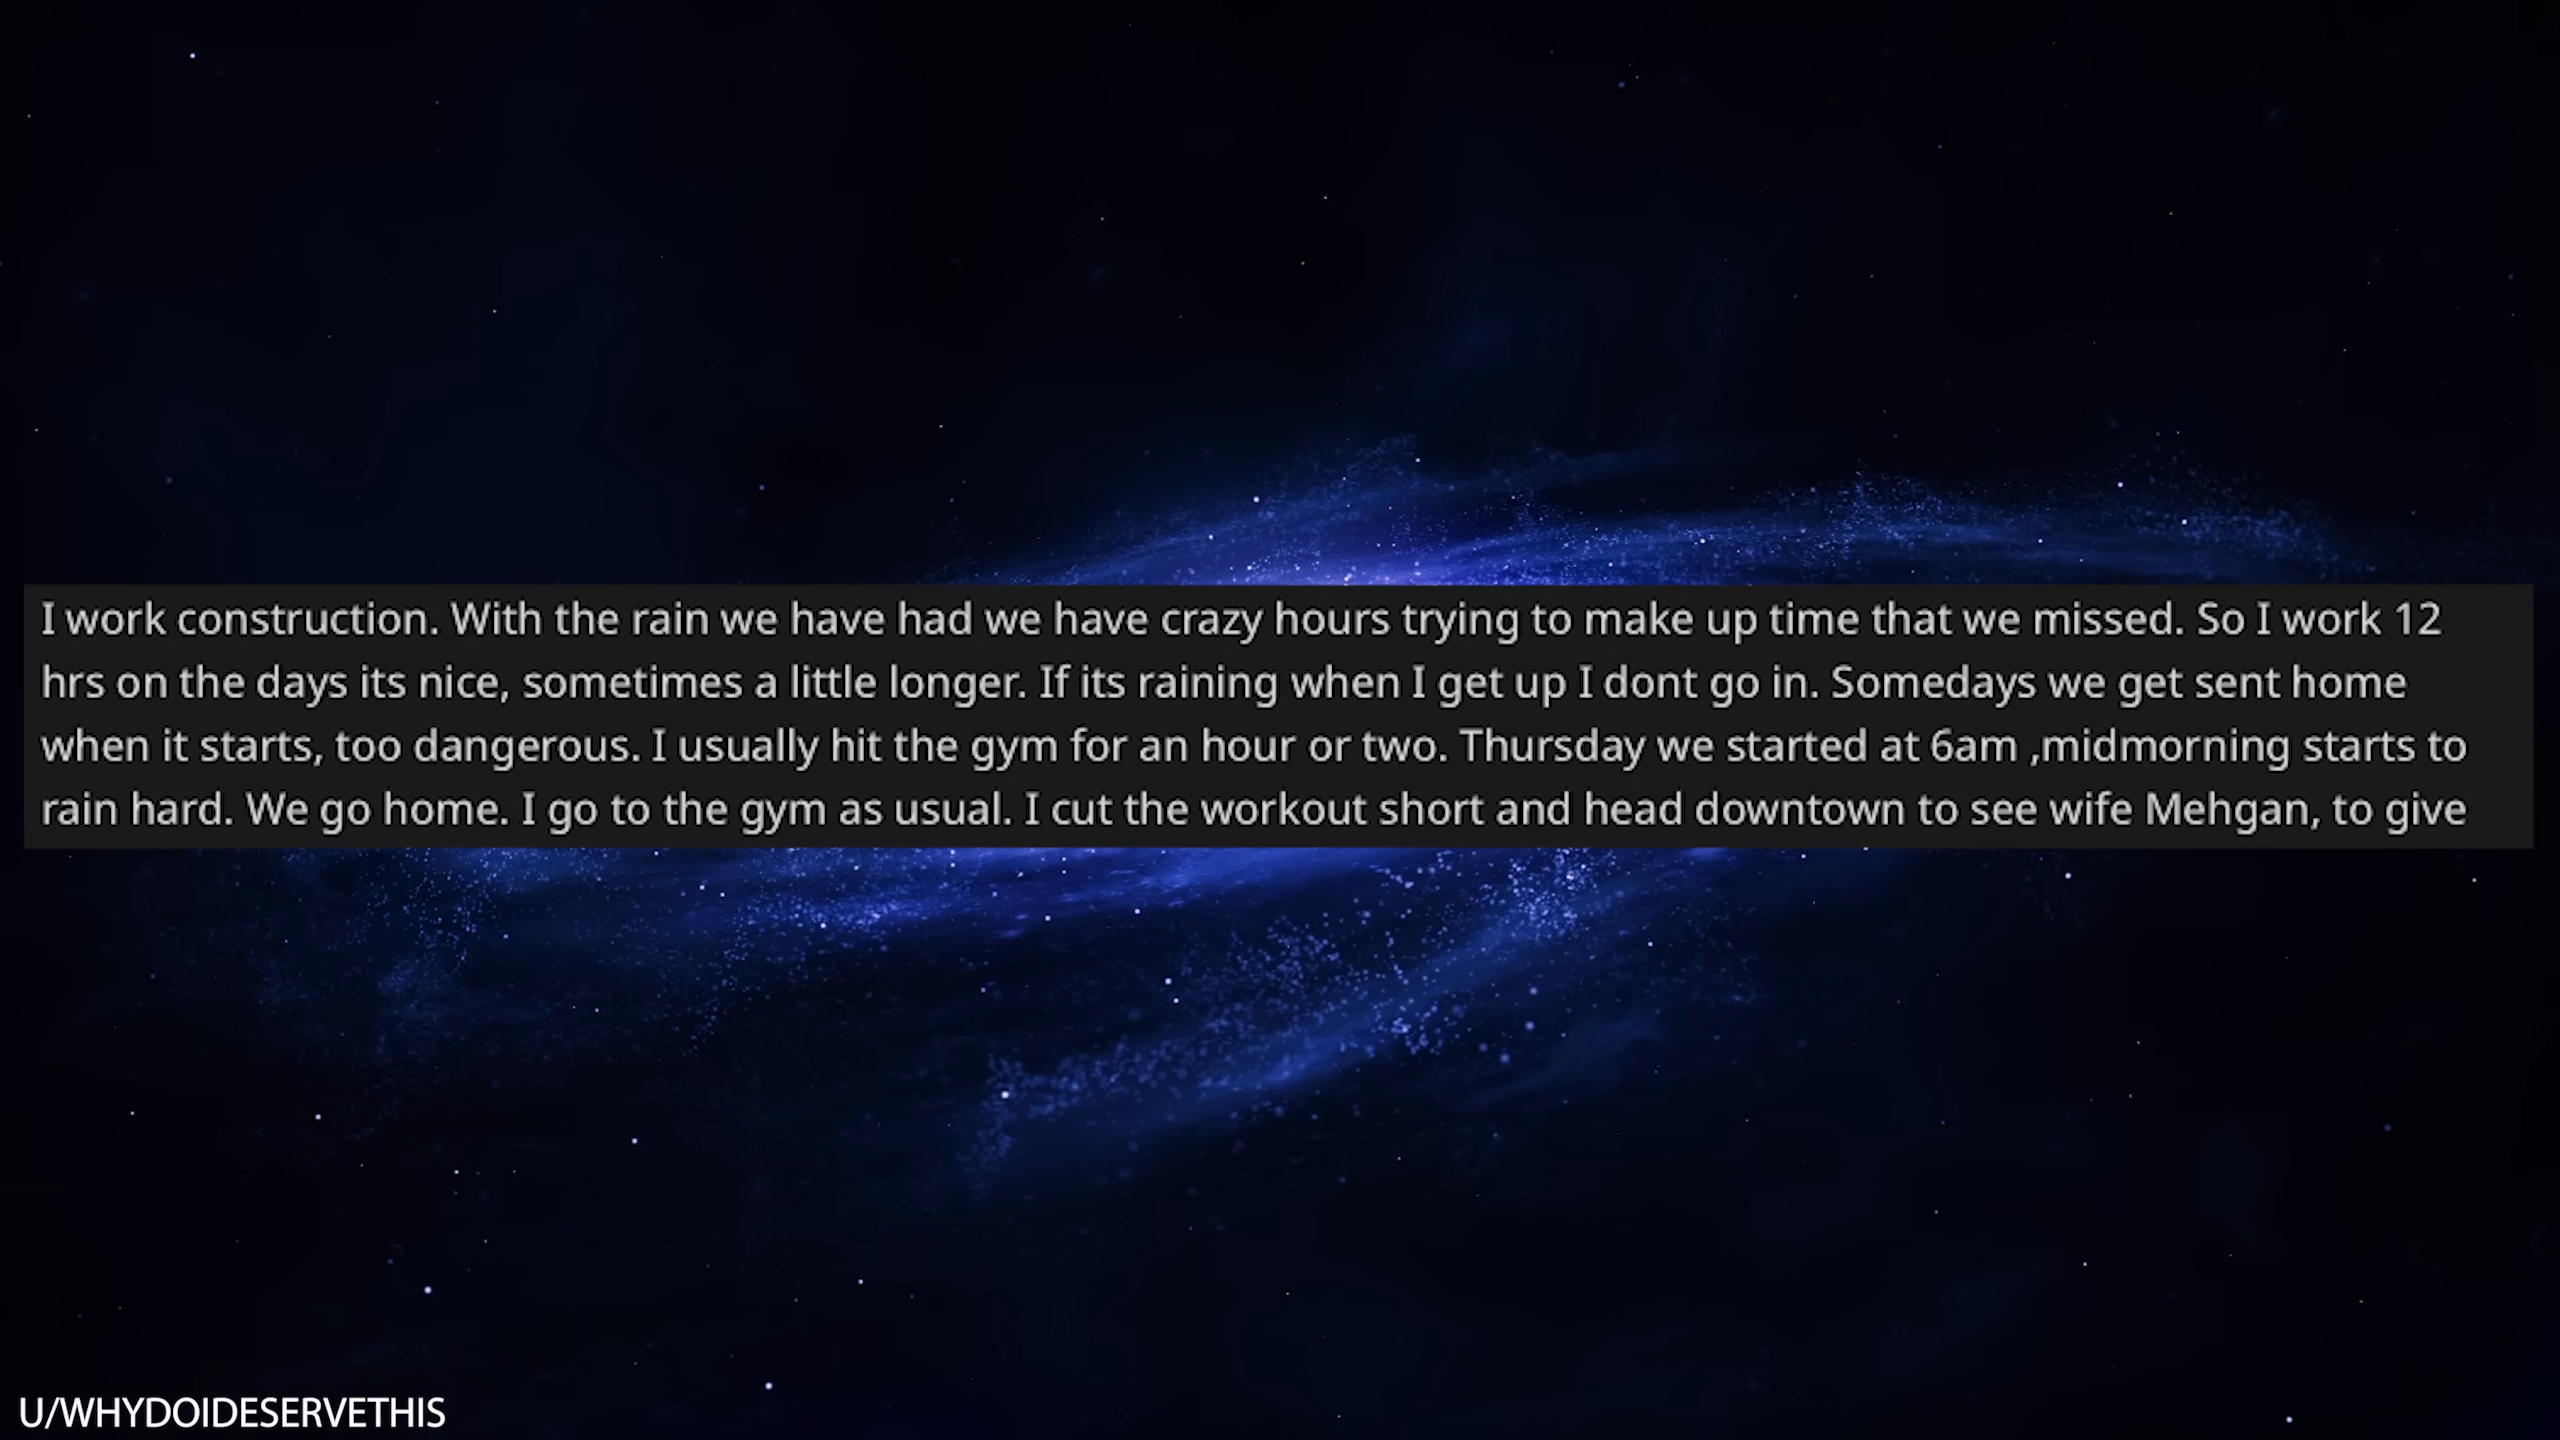 I work construction. With the rain we have had we have crazy hours trying to make up time that we missed. So I work 12
hrs on the days its nice, sometimes a little longer. If its raining when I get up I dont go in. Somedays we get sent home
when it starts, too dangerous. I usually hit the gym for an hour or two. Thursday we started at 6am ,midmorning starts to
rain hard. We go home. I go to the gym as usual. I cut the workout short and head downtown to see wife Mehgan, to give
U/WHYDOIDESERVETHIS